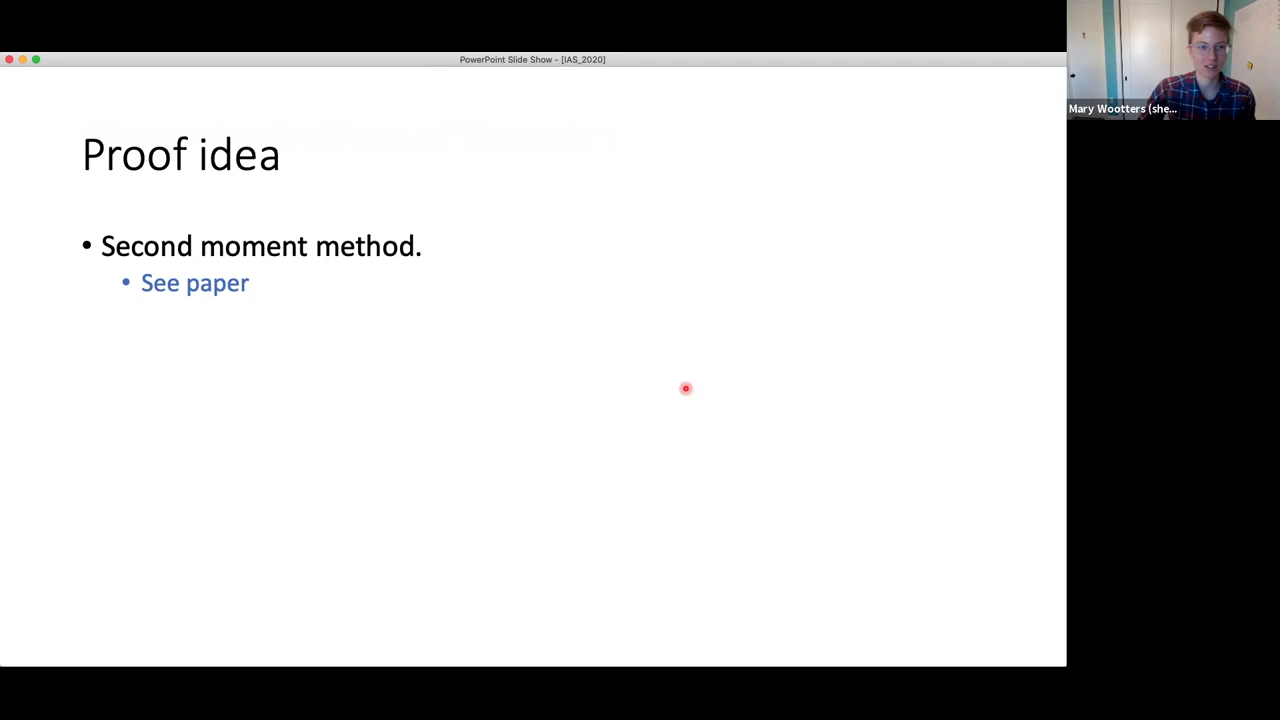 PowerPoint Slide Show - [IAS_2020]
Mary Wootters (she...
Proof idea
• Second moment method.
• See paper